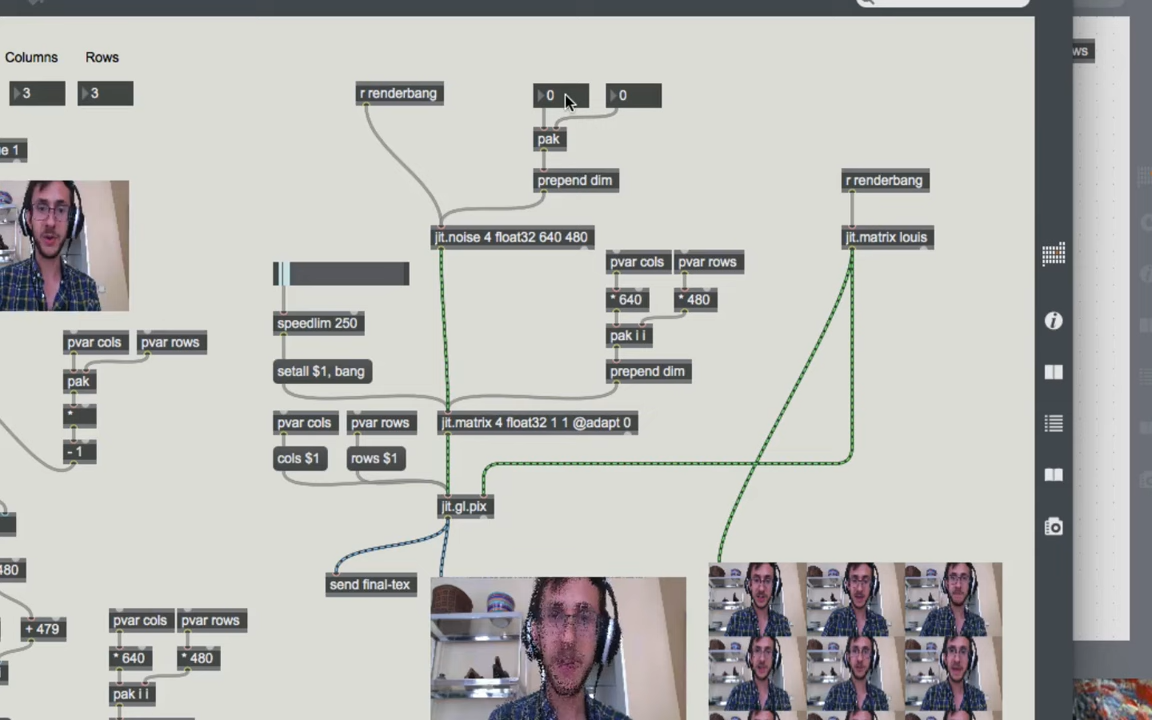 Columns Rows
3 3
r renderbang
0 0
pak
prepend dim
r renderbang
jit.noise 4 float32 640 480
jit.matrix louis
pvar cols pvar rows
* 640 * 480
speedlim 250
pak i i
pvar cols pvar rows
setall $1, bang
prepend dim
pak
*
- 1
pvar cols pvar rows
jit.matrix 4 float32 1 1 @adapt 0
cols $1 rows $1
jit.gl.pix
send final-tex
480
+ 479
pvar cols pvar rows
* 640 * 480
pak i i